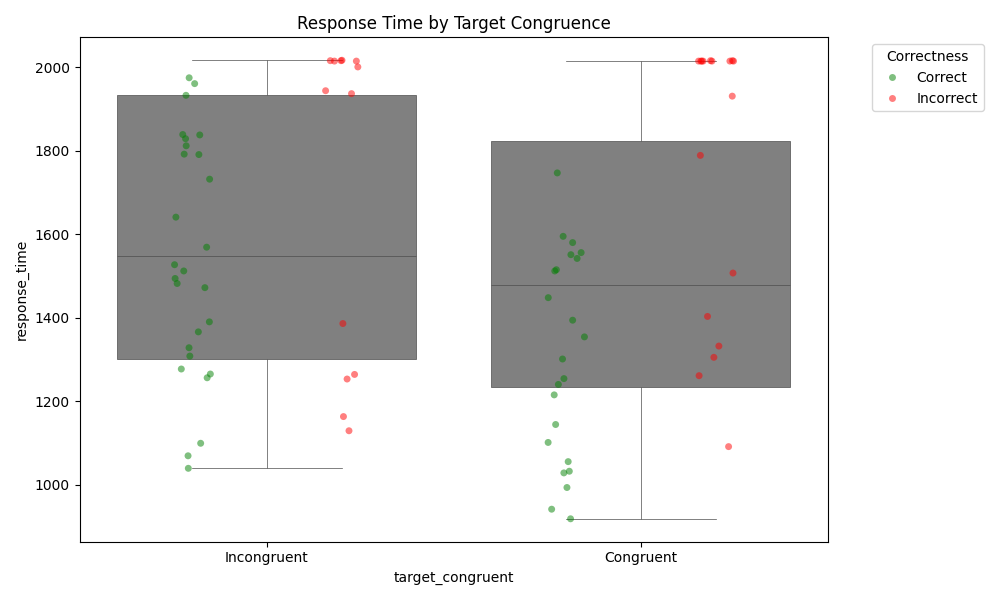 Response Time by Target Congruence
Correctness
Correct
Incorrect
response_time
2000
1800
1600
1400
1200
1000
Incongruent
Congruent
target_congruent